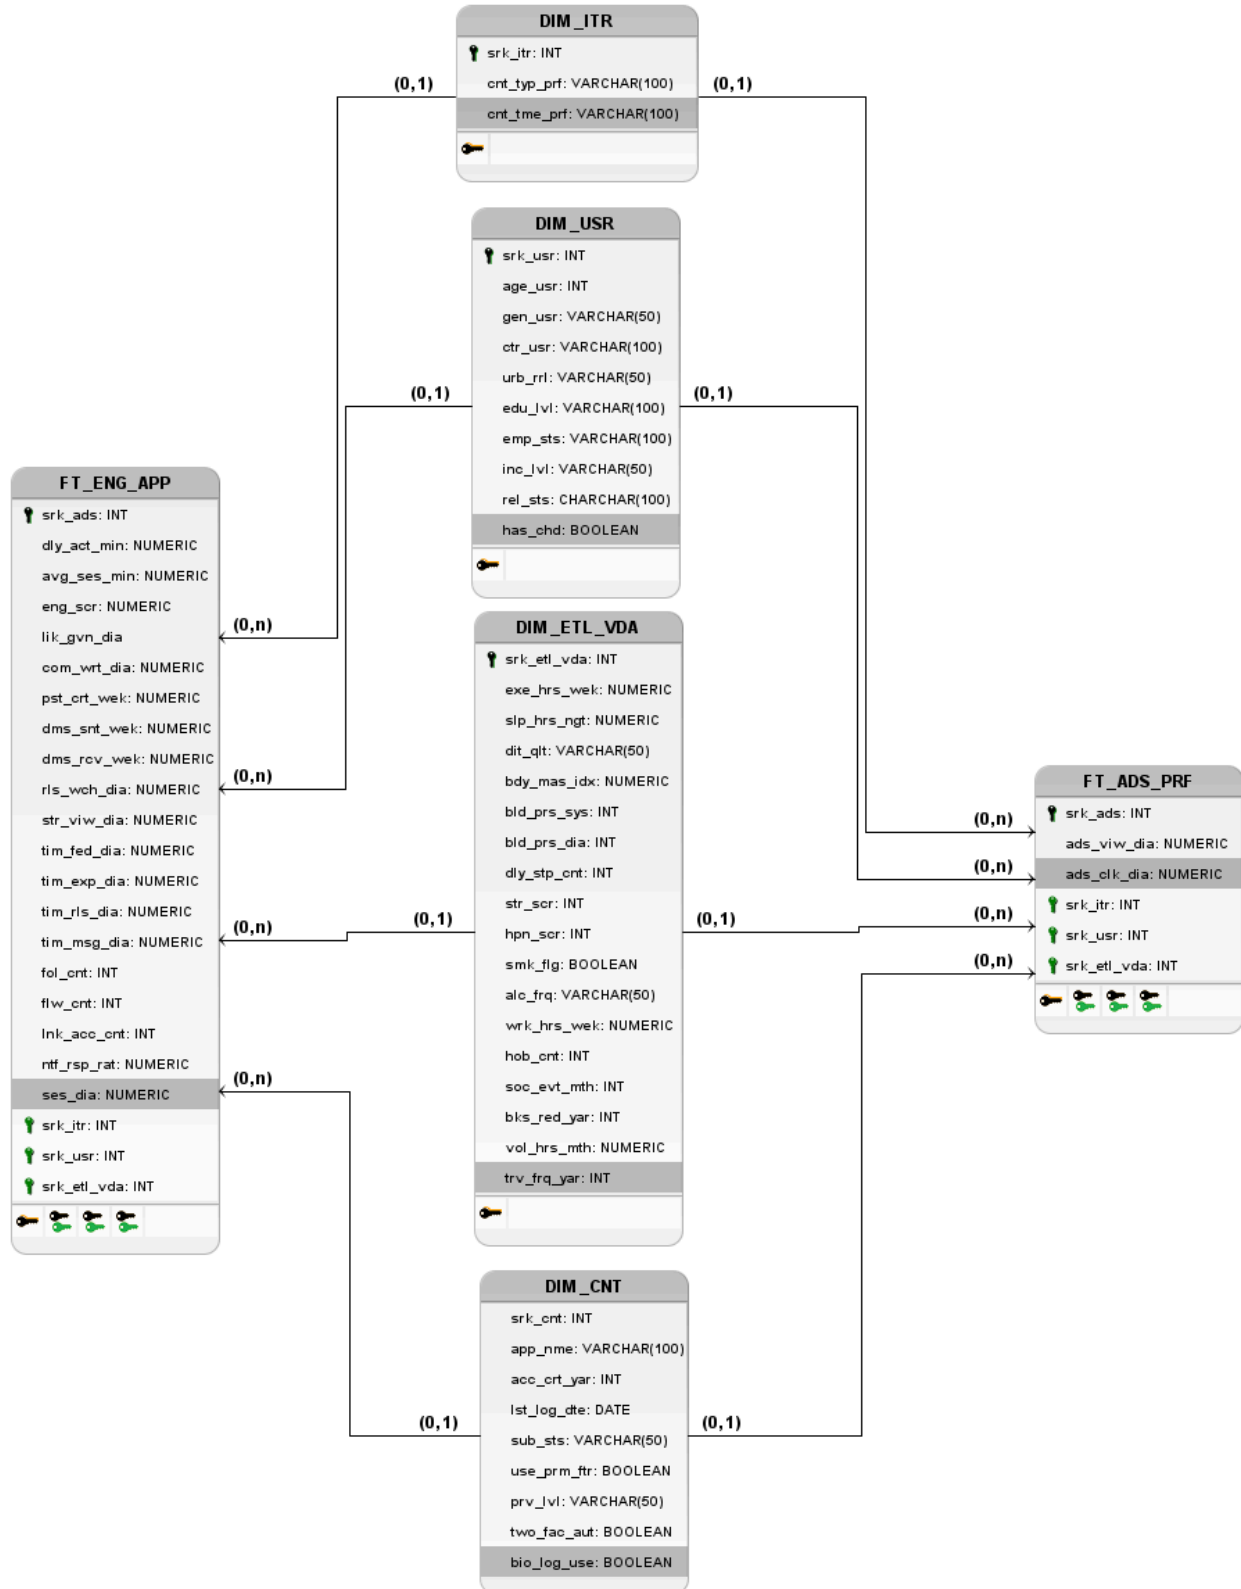 DIM_ITR
srk_itr: INT
cnt_typ_prf: VARCHAR(100)
cnt_tme_prf: VARCHAR(100)
(0,1)
(0,1)
DIM_USR
srk_usr: INT
age_usr: INT
gen_usr: VARCHAR(50)
ctr_usr: VARCHAR(100)
urb_rrl: VARCHAR(50)
edu_lvl: VARCHAR(100)
emp_sts: VARCHAR(100)
inc_lvl: VARCHAR(50)
rel_sts: CHARCHAR(100)
has_chd: BOOLEAN
(0,1)
(0,1)
FT_ENG_APP
srk_ads: INT
dly_act_min: NUMERIC
avg_ses_min: NUMERIC
eng_scr: NUMERIC
lik_gvn_dia
com_wrt_dia: NUMERIC
pst_crt_wek: NUMERIC
dms_snt_wek: NUMERIC
dms_rcv_wek: NUMERIC
rls_wch_dia: NUMERIC
str_viw_dia: NUMERIC
tim_fed_dia: NUMERIC
tim_exp_dia: NUMERIC
tim_rls_dia: NUMERIC
tim_msg_dia: NUMERIC
fol_cnt: INT
flw_cnt: INT
lnk_acc_cnt: INT
ntf_rsp_rat: NUMERIC
ses_dia: NUMERIC
srk_itr: INT
srk_usr: INT
srk_etl_vda: INT
(0,n)
(0,n)
(0,n)
(0,n)
DIM_ETL_VDA
srk_etl_vda: INT
exe_hrs_wek: NUMERIC
slp_hrs_ngt: NUMERIC
dit_qlt: VARCHAR(50)
bdy_mas_idx: NUMERIC
bld_prs_sys: INT
bld_prs_dia: INT
dly_stp_cnt: INT
str_scr: INT
hpn_scr: INT
smk_flg: BOOLEAN
alc_frq: VARCHAR(50)
wrk_hrs_wek: NUMERIC
hob_cnt: INT
soc_evt_mth: INT
bks_red_yar: INT
vol_hrs_mth: NUMERIC
trv_frq_yar: INT
(0,1)
(0,1)
FT_ADS_PRF
srk_ads: INT
ads_viw_dia: NUMERIC
ads_clk_dia: NUMERIC
srk_itr: INT
srk_usr: INT
srk_etl_vda: INT
(0,n)
(0,n)
(0,n)
(0,n)
DIM_CNT
srk_cnt: INT
app_nme: VARCHAR(100)
acc_crt_yar: INT
lst_log_dte: DATE
sub_sts: VARCHAR(50)
use_prm_ftr: BOOLEAN
prv_lvl: VARCHAR(50)
two_fac_aut: BOOLEAN
bio_log_use: BOOLEAN
(0,1)
(0,1)